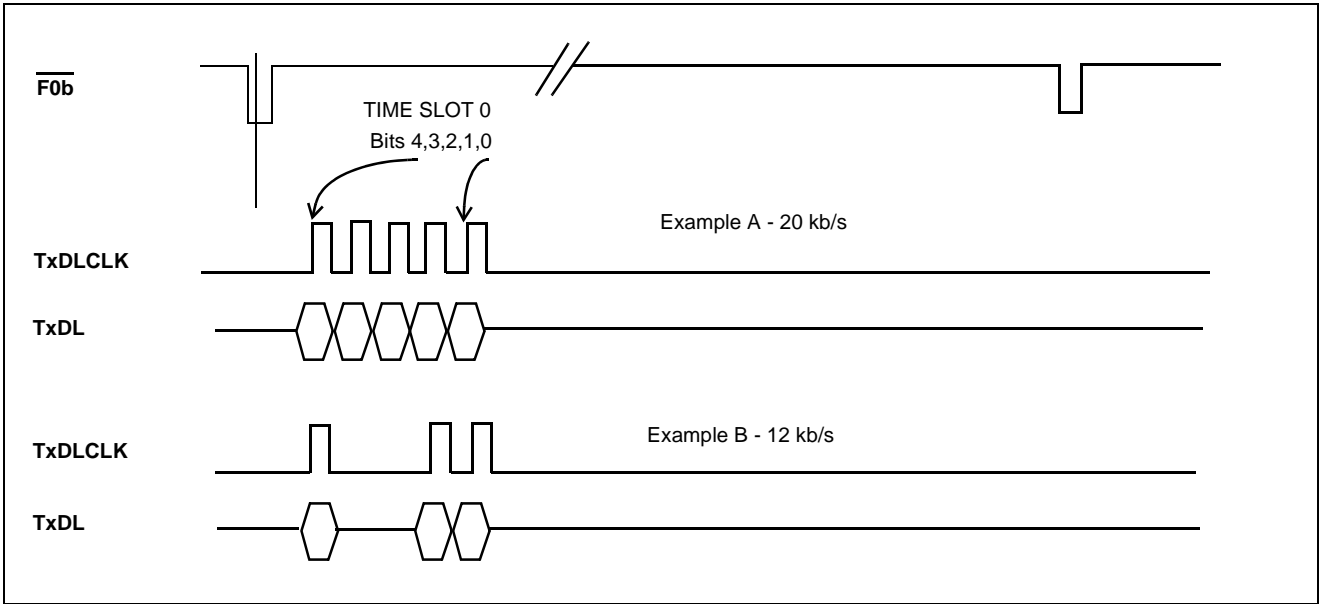 F0b
TIME SLOT 0
Bits 4,3,2,1,0
Example A - 20 kb/s
TxDLCLK
TxDL
Example B - 12 kb/s
TxDLCLK
TxDL